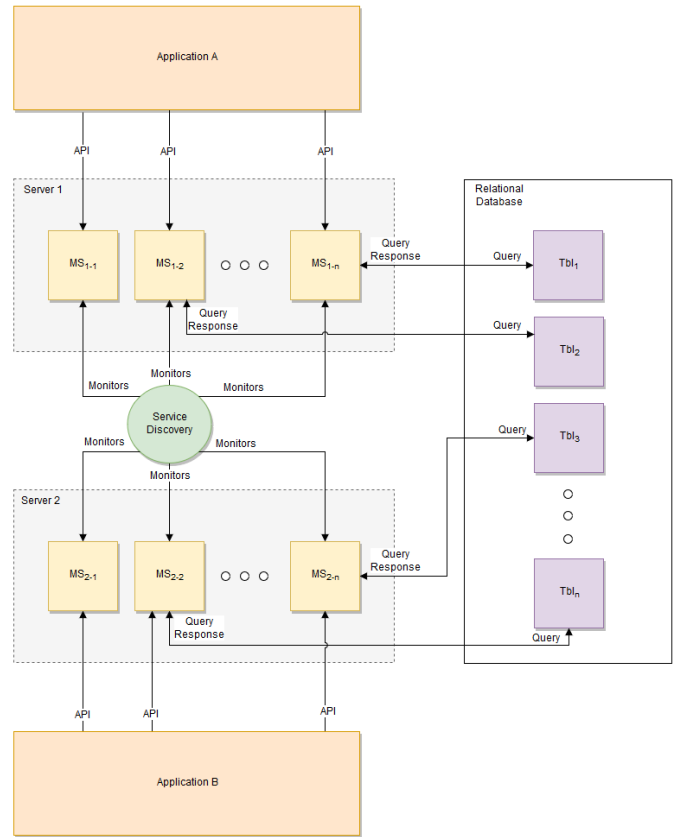 Application A
API
API
API
Server 1
Relational
Database
MS1-1
MS1-2
MS1-n
Query
Response
Query
Tbl1
Query
Response
Query
Tbl2
Monitors
Monitors
Monitors
Service
Discovery
Monitors
Monitors
Monitors
Query
Tbl3
Server 2
MS2-1
MS2-2
MS2-n
Query
Response
Tbln
Query
Response
Query
API
API
API
Application B